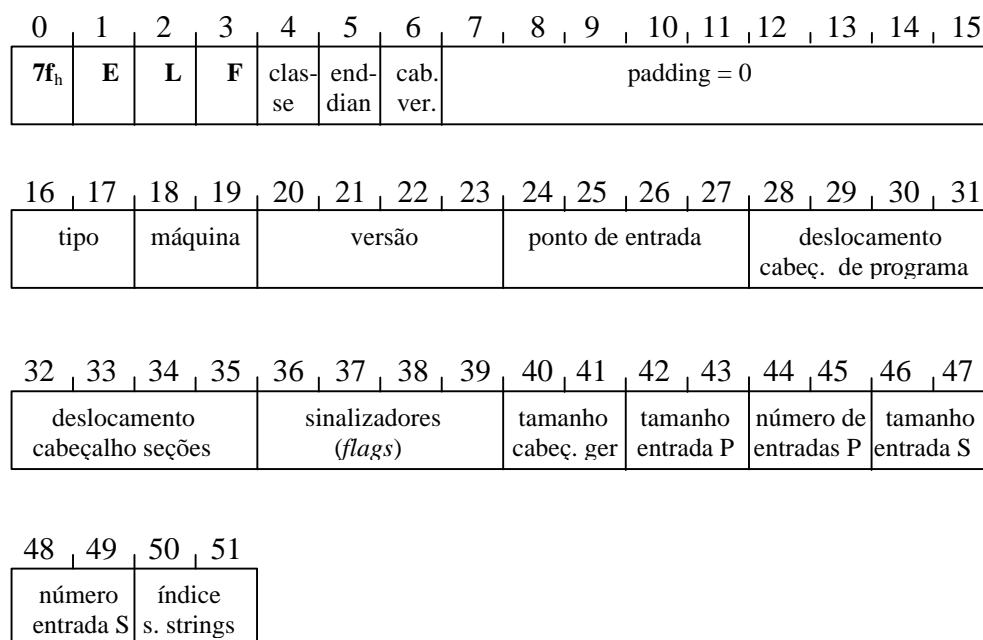 0 1 2 3 4 5 6 7 8 9 10 11 12 13 14 15
7fh E L F clas- end- cab. padding = 0
se dian ver.
16 17 18 19 20 21 22 23 24 25 26 27 28 29 30 31
tipo máquina versão ponto de entrada deslocamento
cabeç. de programa
32 33 34 35 36 37 38 39 40 41 42 43 44 45 46 47
deslocamento sinalizadores tamanho tamanho número de tamanho
cabeçalho seções (flags) cabeç. ger entrada P entradas P entrada S
48 49 50 51
número índice
entrada S s. strings